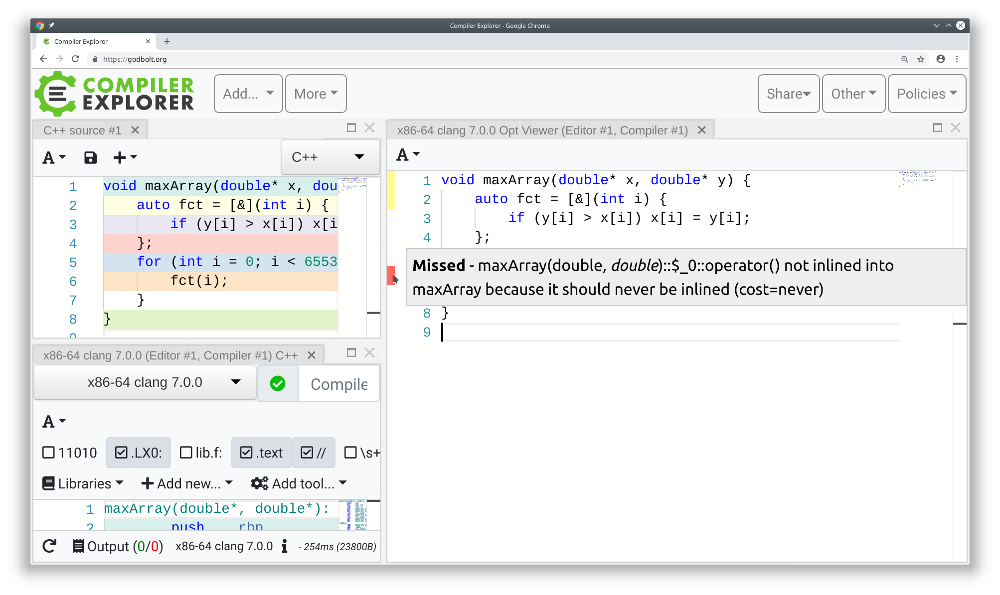 Compiler Explorer - Google Chrome
Compiler Explorer
https://godbolt.org
COMPILER
EXPLORER
Add...
More
Share
Other
Policies
C++ source #1
A
C++
1 void maxArray(double* x, dou
2 auto fct = [&](int i) {
3 if (y[i] > x[i]) x[i
4 };
5 for (int i = 0; i < 6553
6 fct(i);
7 }
8 }
9
x86-64 clang 7.0.0 (Editor #1, Compiler #1) C++
x86-64 clang 7.0.0
Compile
A
11010 .LX0: lib.f: .text // \s+
Libraries Add new... Add tool...
1 maxArray(double*, double*):
2 push rbp
Output (0/0) x86-64 clang 7.0.0 - 254ms (23800B)
x86-64 clang 7.0.0 Opt Viewer (Editor #1, Compiler #1)
A
1 void maxArray(double* x, double* y) {
2 auto fct = [&](int i) {
3 if (y[i] > x[i]) x[i] = y[i];
4 };
Missed - maxArray(double, double)::$_0::operator() not inlined into
maxArray because it should never be inlined (cost=never)
8 }
9